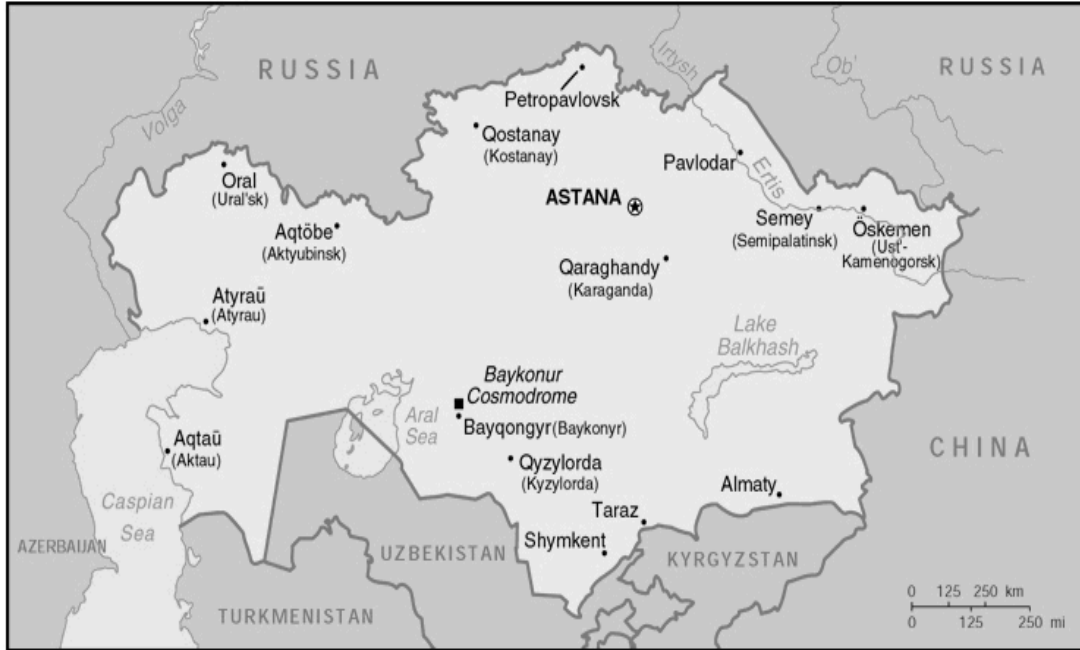 RUSSIA
RUSSIA
Volga
Irtysh
Ob'
Petropavlovsk
Qostanay
(Kostanay)
Pavlodar
Ertis
Oral
(Ural'sk)
ASTANA
Semey
(Semipalatinsk)
Öskemen
(Ust'-
Kamenogorsk)
Aqtöbe
(Aktyubinsk)
Qaraghandy
(Karaganda)
Atyraū
(Atyrau)
Lake
Balkhash
Baykonur
Cosmodrome
Aral
Sea
Bayqongyr (Baykonyr)
Aqtaū
(Aktau)
CHINA
Qyzylorda
(Kyzylorda)
Almaty
Caspian
Sea
Taraz
Shymkent
AZERBAIJAN
UZBEKISTAN
KYRGYZSTAN
TURKMENISTAN
0 125 250 km
0 125 250 mi